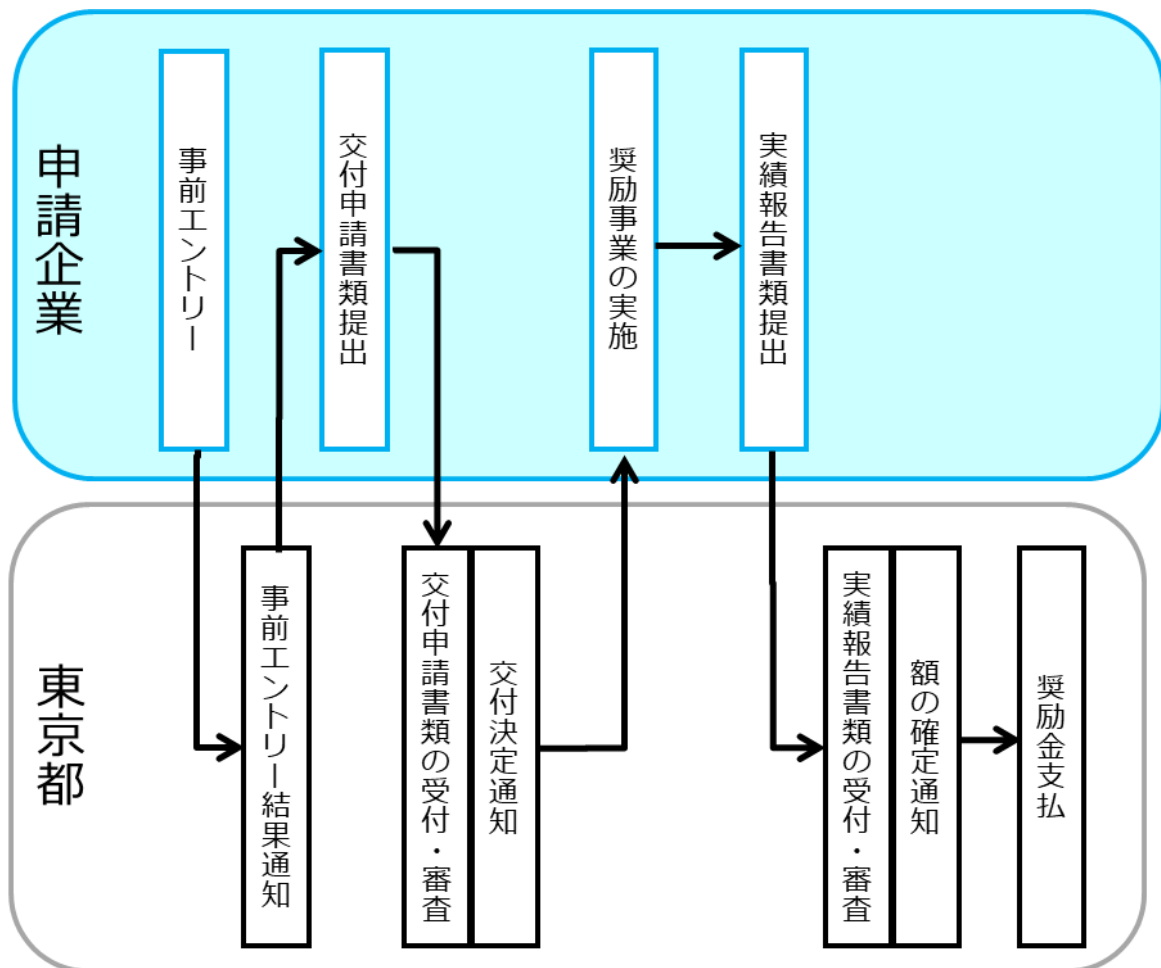 申請企業
事前エントリー
交付申請書類提出
奨励事業の実施
実績報告書類提出
東京都
事前エントリー結果通知
交付申請書類の受付・審査
交付決定通知
実績報告書類の受付・審査
額の確定通知
奨励金支払